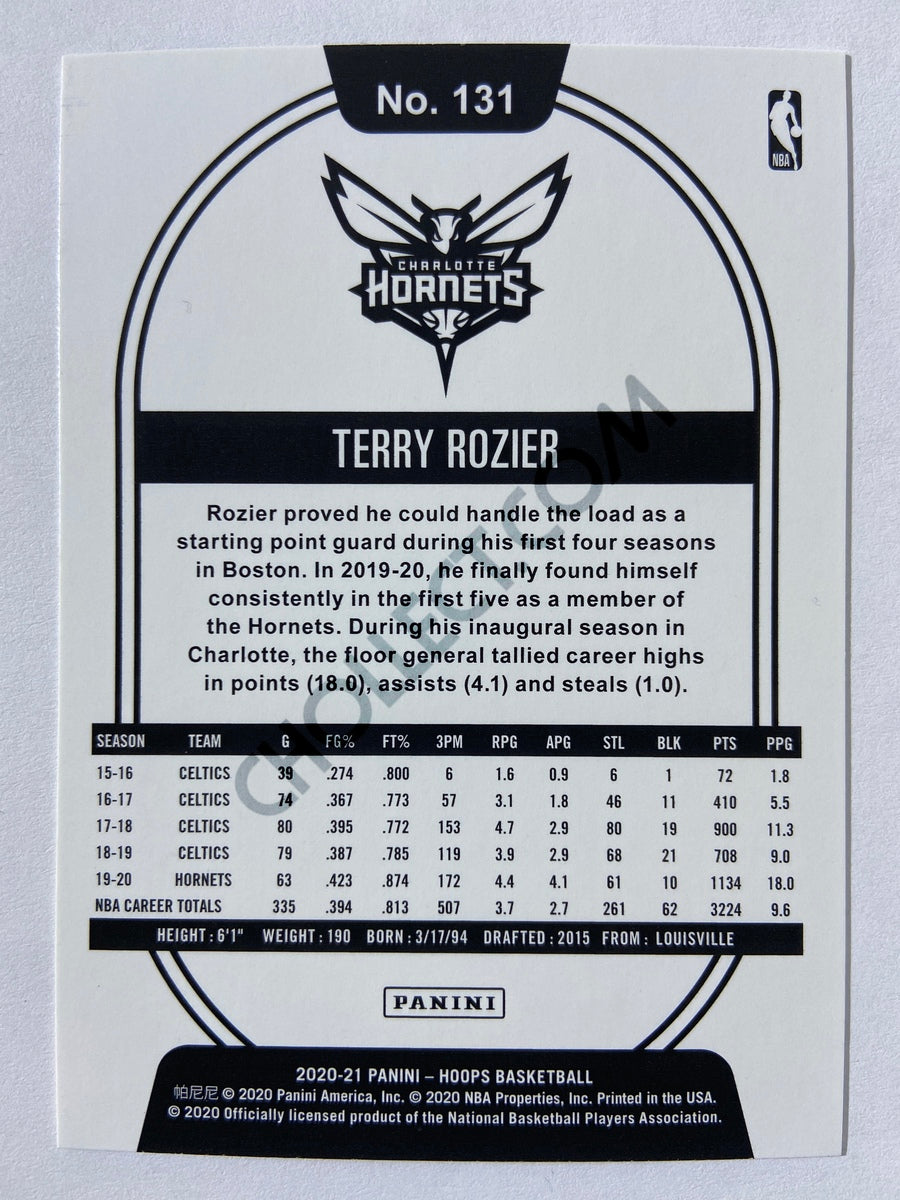 No. 131
NBA
CHARLOTTE
HORNETS
TERRY ROZIER
Rozier proved he could handle the load as a
starting point guard during his first four seasons
in Boston. In 2019-20, he finally found himself
consistently in the first five as a member of
the Hornets. During his inaugural season in
Charlotte, the floor general tallied career highs
in points (18.0), assists (4.1) and steals (1.0).
CHOLLECT.COM
SEASON TEAM G FG% FT% 3PM RPG APG STL BLK PTS PPG
15-16 CELTICS 39 .274 .800 6 1.6 0.9 6 1 72 1.8
16-17 CELTICS 74 .367 .773 57 3.1 1.8 46 11 410 5.5
17-18 CELTICS 80 .395 .772 153 4.7 2.9 80 19 900 11.3
18-19 CELTICS 79 .387 .785 119 3.9 2.9 68 21 708 9.0
19-20 HORNETS 63 .423 .874 172 4.4 4.1 61 10 1134 18.0
NBA CAREER TOTALS 335 .394 .813 507 3.7 2.7 261 62 3224 9.6
HEIGHT : 6'1" WEIGHT : 190 BORN : 3/17/94 DRAFTED : 2015 FROM : LOUISVILLE
PANINI
2020-21 PANINI – HOOPS BASKETBALL
帕尼尼 © 2020 Panini America, Inc. © 2020 NBA Properties, Inc. Printed in the USA.
© 2020 Officially licensed product of the National Basketball Players Association.